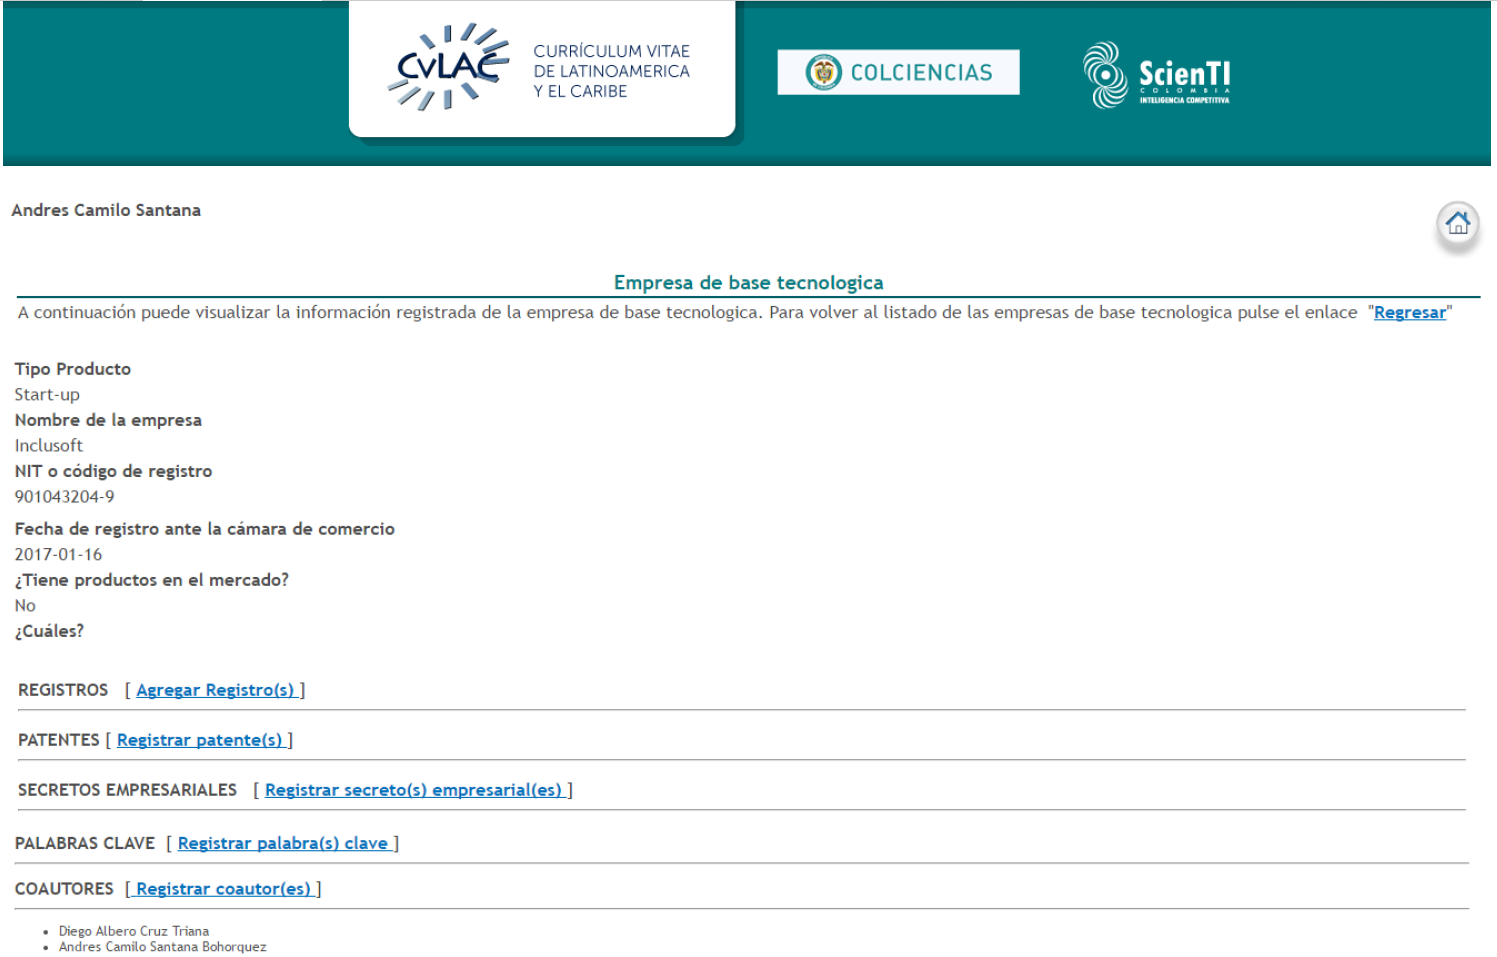 CVLAC
CURRÍCULUM VITAE
DE LATINOAMERICA
Y EL CARIBE
COLCIENCIAS
ScienTI
COLOMBIA
INTELIGENCIA COMPETITIVA
Andres Camilo Santana
Empresa de base tecnologica
A continuación puede visualizar la información registrada de la empresa de base tecnologica. Para volver al listado de las empresas de base tecnologica pulse el enlace "Regresar"
Tipo Producto
Start-up
Nombre de la empresa
Inclusoft
NIT o código de registro
901043204-9
Fecha de registro ante la cámara de comercio
2017-01-16
¿Tiene productos en el mercado?
No
¿Cuáles?
REGISTROS [ Agregar Registro(s) ]
PATENTES [ Registrar patente(s) ]
SECRETOS EMPRESARIALES [ Registrar secreto(s) empresarial(es) ]
PALABRAS CLAVE [ Registrar palabra(s) clave ]
COAUTORES [ Registrar coautor(es) ]
• Diego Albero Cruz Triana
• Andres Camilo Santana Bohorquez